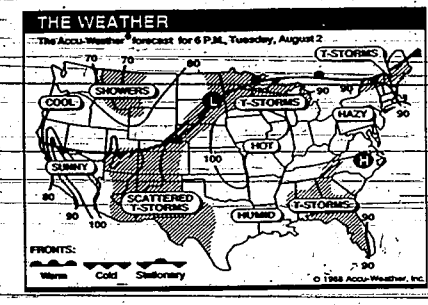 THE WEATHER
The Accu-Weather® forecast for 6 P.M., Tuesday, August 2
T-STORMS
70
70
80
SHOWERS
COOL
L
T-STORMS
90
90
HAZY
90
HOT
100
H
SUNNY
80
90
100
SCATTERED
T-STORMS
HUMID
T-STORMS
90
90
FRONTS:
Warm
Cold
Stationary
© 1988 Accu-Weather, Inc.